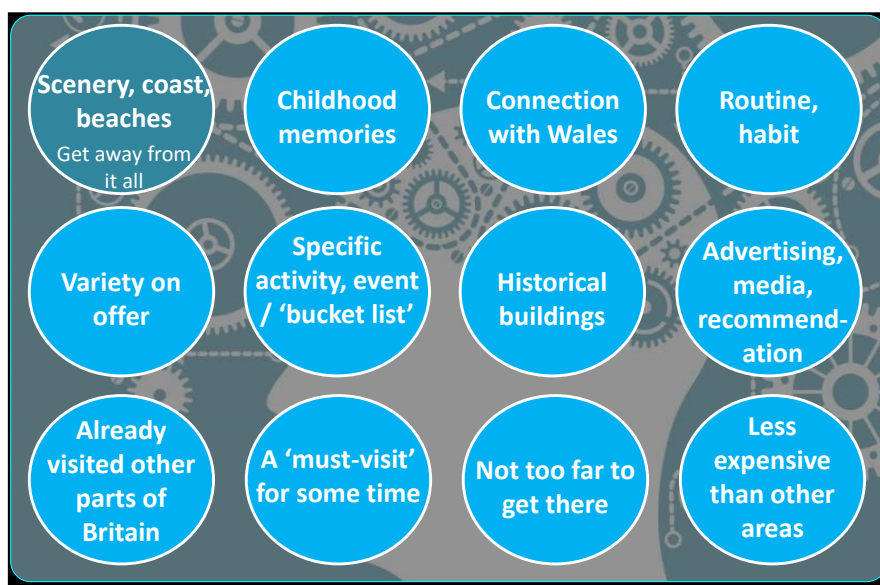 Scenery, coast,
beaches
Get away from
it all
Childhood
memories
Connection
with Wales
Routine,
habit
Variety on
offer
Specific
activity, event
/ ‘bucket list’
Historical
buildings
Advertising,
media,
recommend-
ation
Already
visited other
parts of
Britain
A ‘must-visit’
for some time
Not too far to
get there
Less
expensive
than other
areas